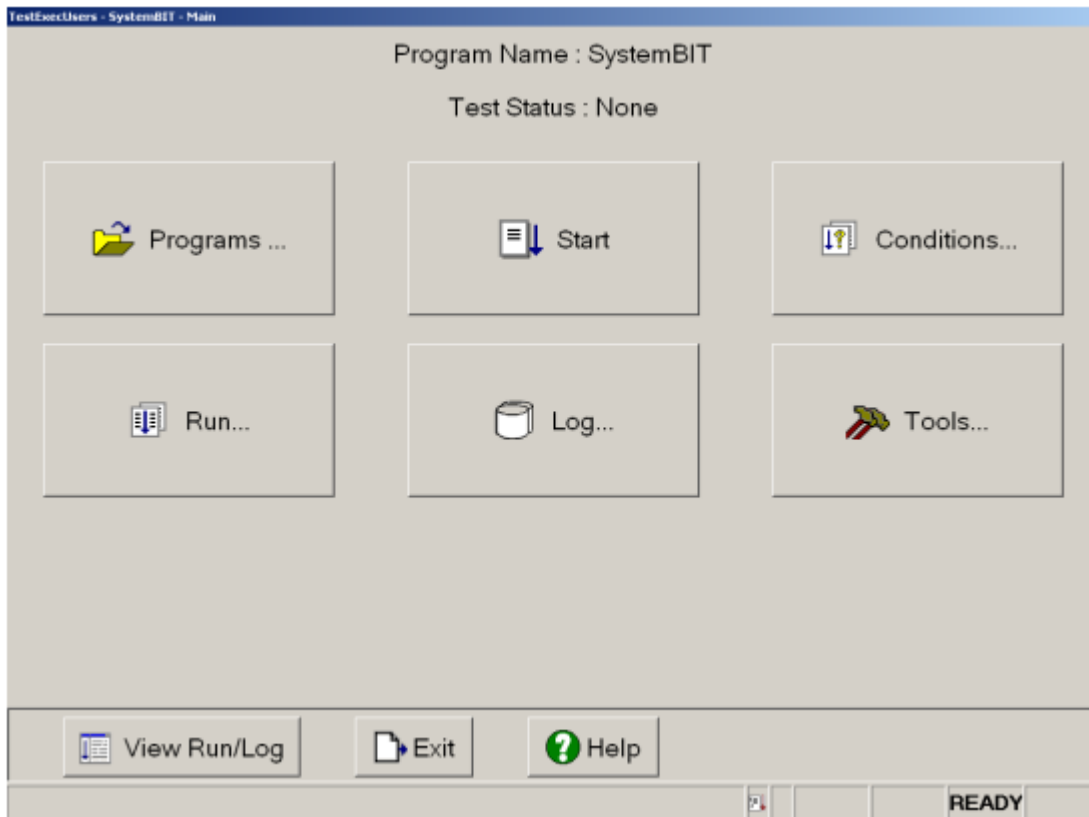 TestExecUsers - SystemBIT - Main
Program Name : SystemBIT
Test Status : None
Programs ...
Start
Conditions...
Run...
Log...
Tools...
View Run/Log
Exit
Help
READY